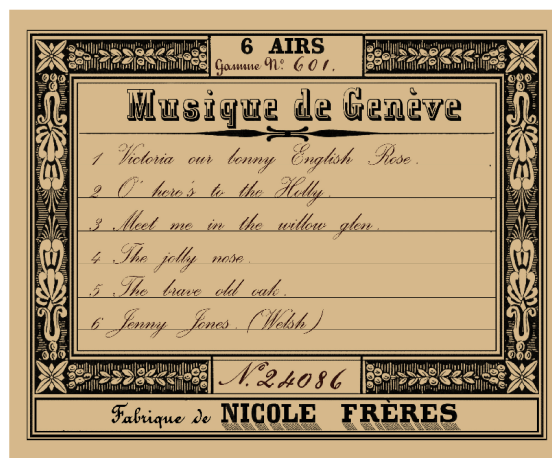 6 AIRS
Gamme Nº 601.
Musique de Genève
1 Victoria our bonny English Rose.
2 O' here's to the Holly.
3 Meet me in the willow glen.
4 The jolly nose.
5 The brave old oak.
6 Jenny Jones. (Welsh)
N. 24086
Fabrique de NICOLE FRÈRES